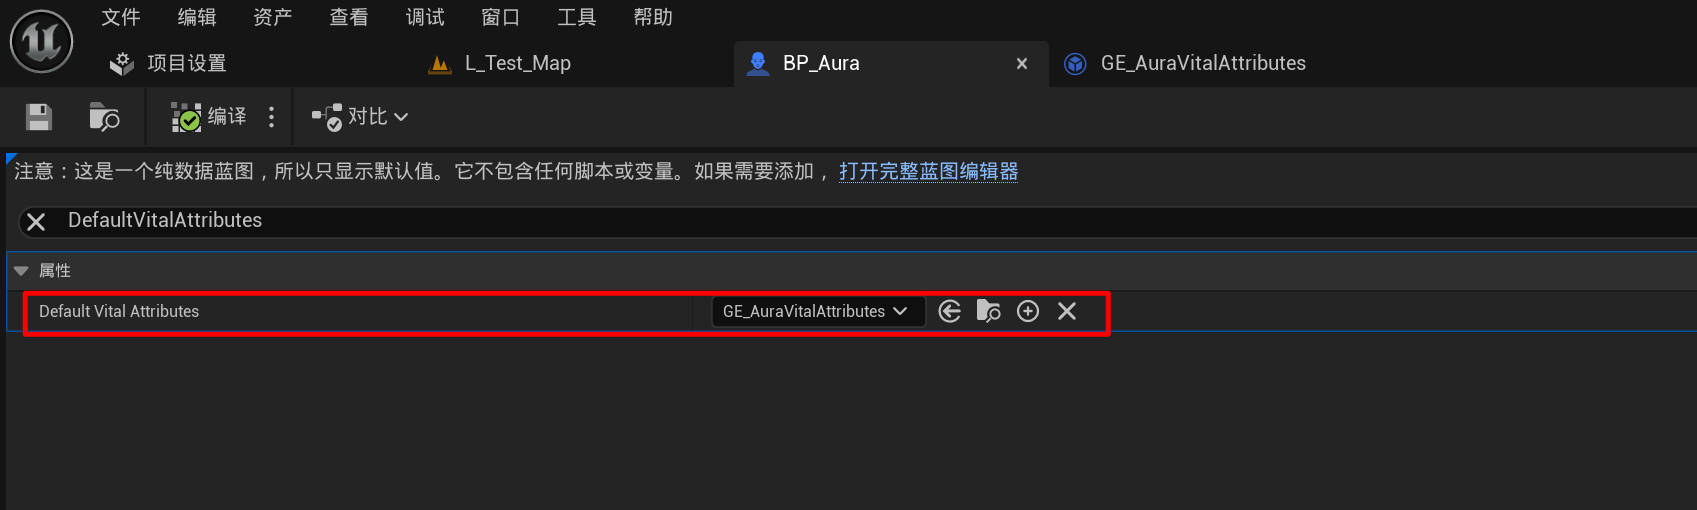 文件 编辑 资产 查看 调试 窗口 工具 帮助
项目设置 L_Test_Map BP_Aura GE_AuraVitalAttributes
编译 对比
注意：这是一个纯数据蓝图，所以只显示默认值。它不包含任何脚本或变量。如果需要添加， 打开完整蓝图编辑器
DefaultVitalAttributes
属性
Default Vital Attributes GE_AuraVitalAttributes